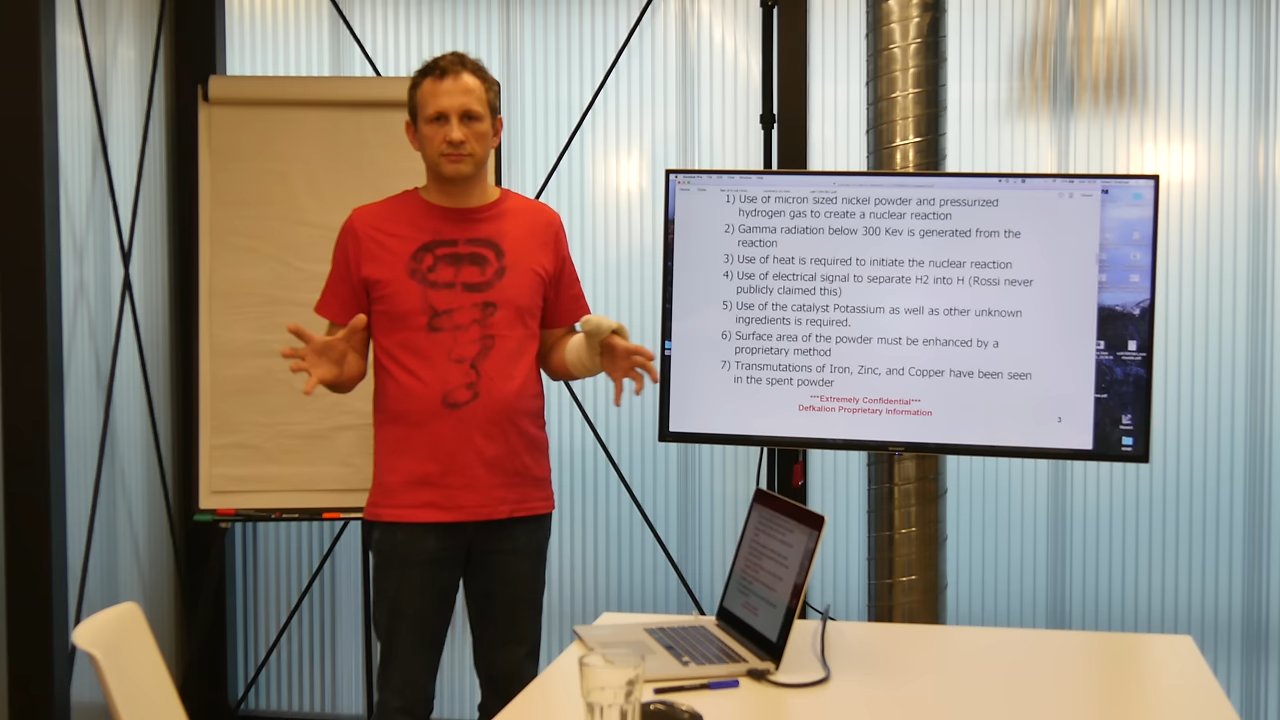 1) Use of micron sized nickel powder and pressurized
hydrogen gas to create a nuclear reaction
2) Gamma radiation below 300 Kev is generated from the
reaction
3) Use of heat is required to initiate the nuclear reaction
4) Use of electrical signal to separate H2 into H (Rossi never
publicly claimed this)
5) Use of the catalyst Potassium as well as other unknown
ingredients is required.
6) Surface area of the powder must be enhanced by a
proprietary method
7) Transmutations of Iron, Zinc, and Copper have been seen
in the spent powder
***Extremely Confidential***
Defkalion Proprietary Information
3